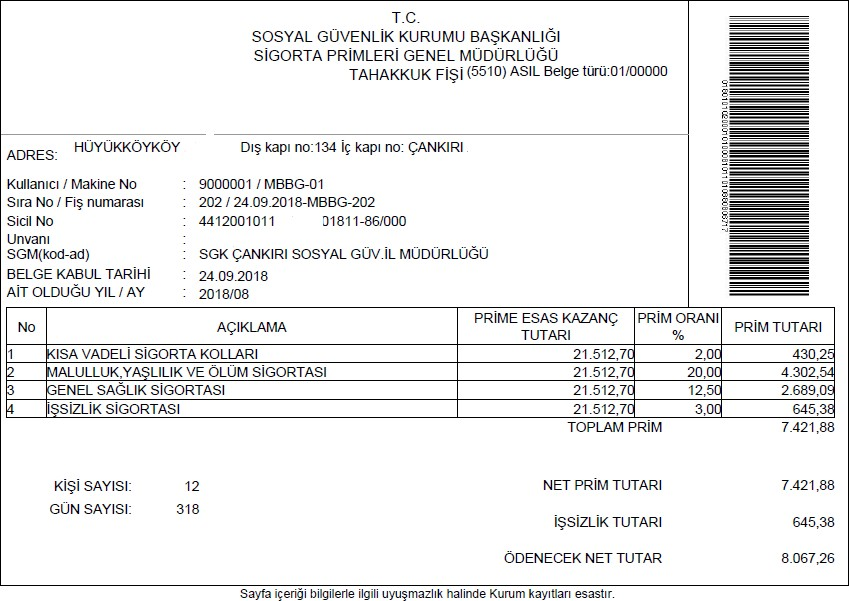 T.C.
SOSYAL GÜVENLİK KURUMU BAŞKANLIĞI
SİGORTA PRİMLERİ GENEL MÜDÜRLÜĞÜ
TAHAKKUK FİŞİ (5510) ASIL Belge türü:01/00000
ADRES: HÜYÜKKÖYKÖY Dış kapı no:134 İç kapı no: ÇANKIRI
Kullanıcı / Makine No : 9000001 / MBBG-01
Sıra No / Fiş numarası : 202 / 24.09.2018-MBBG-202
Sicil No : 4412001011 01811-86/000
Unvanı :
SGM(kod-ad) : SGK ÇANKIRI SOSYAL GÜV.İL MÜDÜRLÜĞÜ
BELGE KABUL TARİHİ : 24.09.2018
AİT OLDUĞU YIL / AY : 2018/08
No AÇIKLAMA PRİME ESAS KAZANÇ TUTARI PRİM ORANI % PRİM TUTARI
1 KISA VADELİ SİGORTA KOLLARI 21.512,70 2,00 430,25
2 MALULLUK,YAŞLILIK VE ÖLÜM SİGORTASI 21.512,70 20,00 4.302,54
3 GENEL SAĞLIK SİGORTASI 21.512,70 12,50 2.689,09
4 İŞSİZLİK SİGORTASI 21.512,70 3,00 645,38
TOPLAM PRİM 7.421,88
KİŞİ SAYISI: 12 NET PRİM TUTARI 7.421,88
GÜN SAYISI: 318
İŞSİZLİK TUTARI 645,38
ÖDENECEK NET TUTAR 8.067,26
Sayfa içeriği bilgilerle ilgili uyuşmazlık halinde Kurum kayıtları esastır.